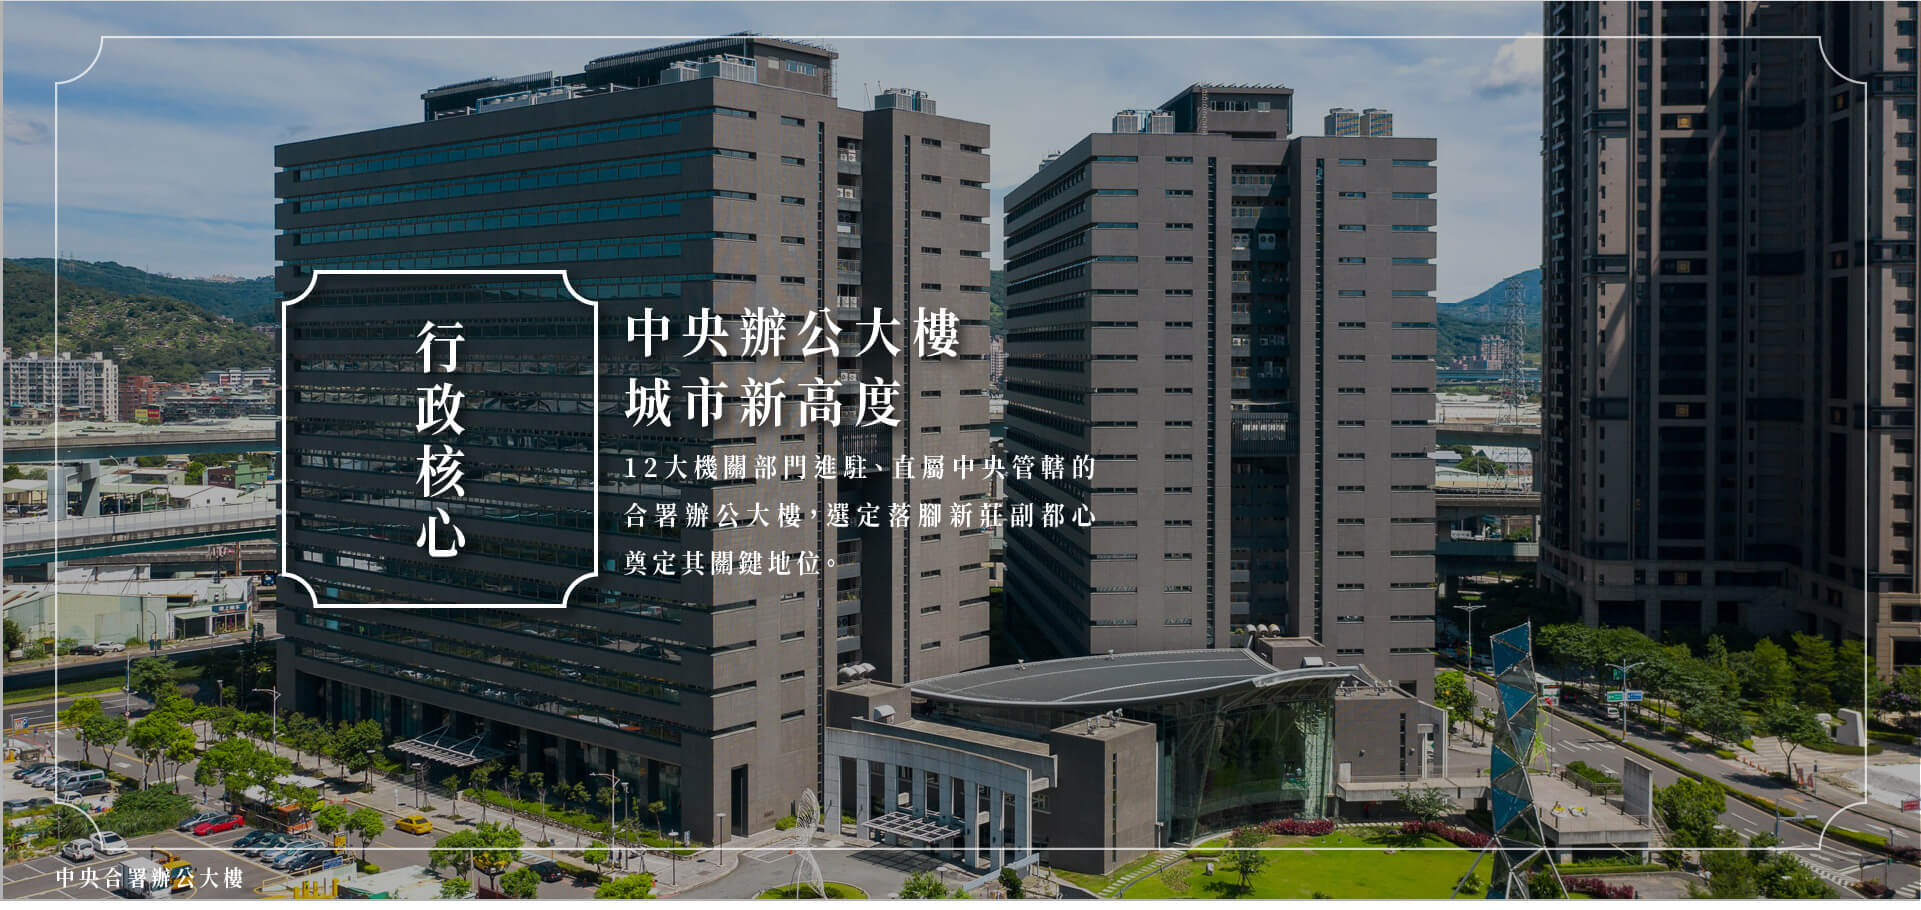 行政核心
中央辦公大樓
城市新高度
12大機關部門進駐、直屬中央管轄的
合署辦公大樓，選定落腳新莊副都心
奠定其關鍵地位。
中央合署辦公大樓